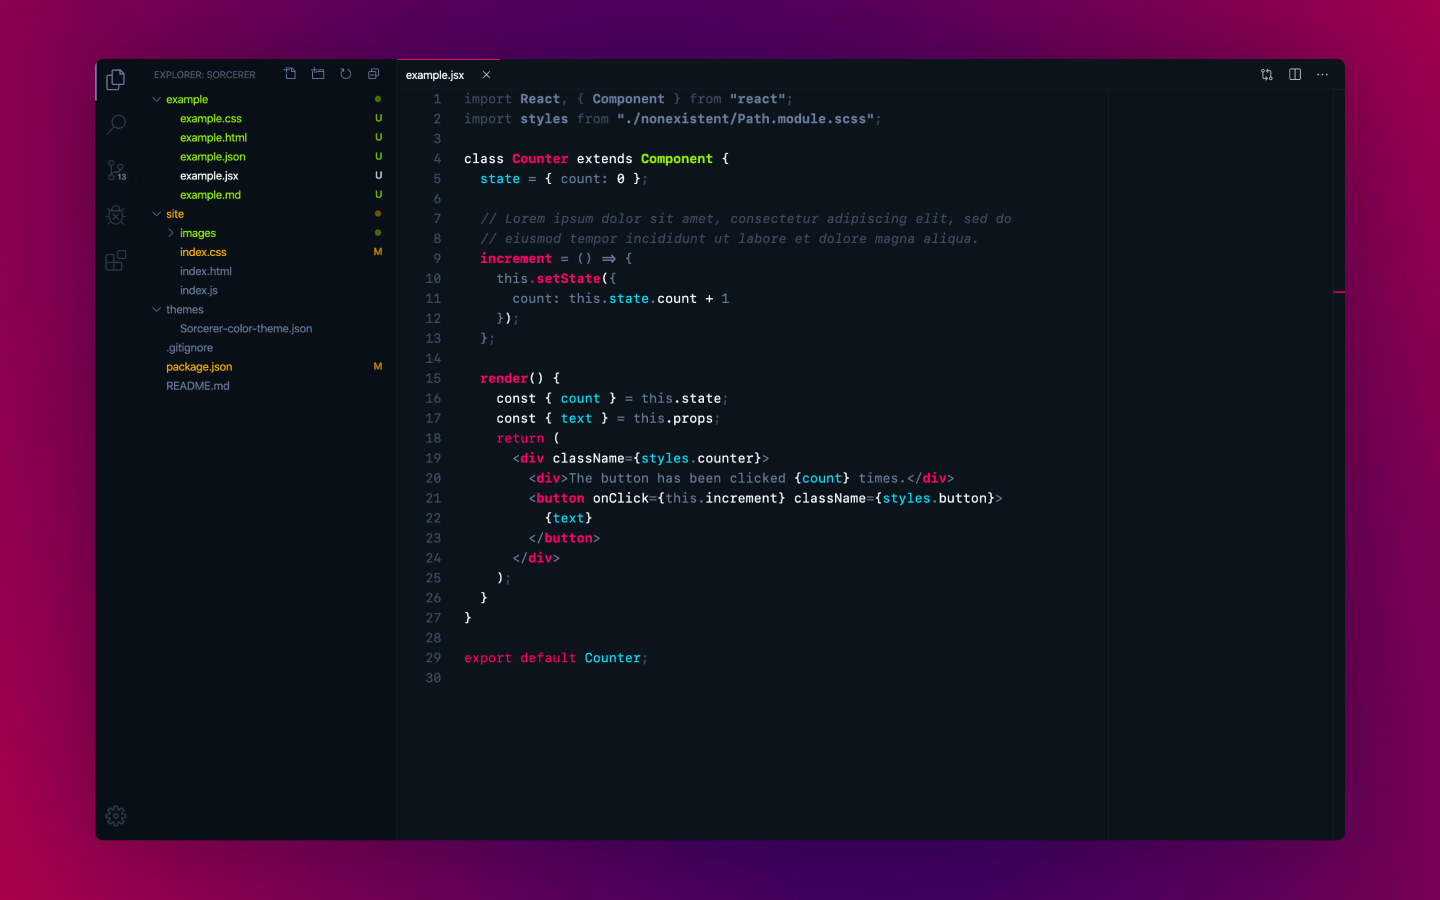 EXPLORER: SORCERER
example
example.css U
example.html U
example.json U
example.jsx U
example.md U
site
images
index.css M
index.html
index.js
themes
Sorcerer-color-theme.json
.gitignore
package.json M
README.md
13
example.jsx
1 import React, { Component } from "react";
2 import styles from "./nonexistent/Path.module.scss";
3
4 class Counter extends Component {
5 state = { count: 0 };
6
7 // Lorem ipsum dolor sit amet, consectetur adipiscing elit, sed do
8 // eiusmod tempor incididunt ut labore et dolore magna aliqua.
9 increment = () => {
10 this.setState({
11 count: this.state.count + 1
12 });
13 };
14
15 render() {
16 const { count } = this.state;
17 const { text } = this.props;
18 return (
19 <div className={styles.counter}>
20 <div>The button has been clicked {count} times.</div>
21 <button onClick={this.increment} className={styles.button}>
22 {text}
23 </button>
24 </div>
25 );
26 }
27 }
28
29 export default Counter;
30